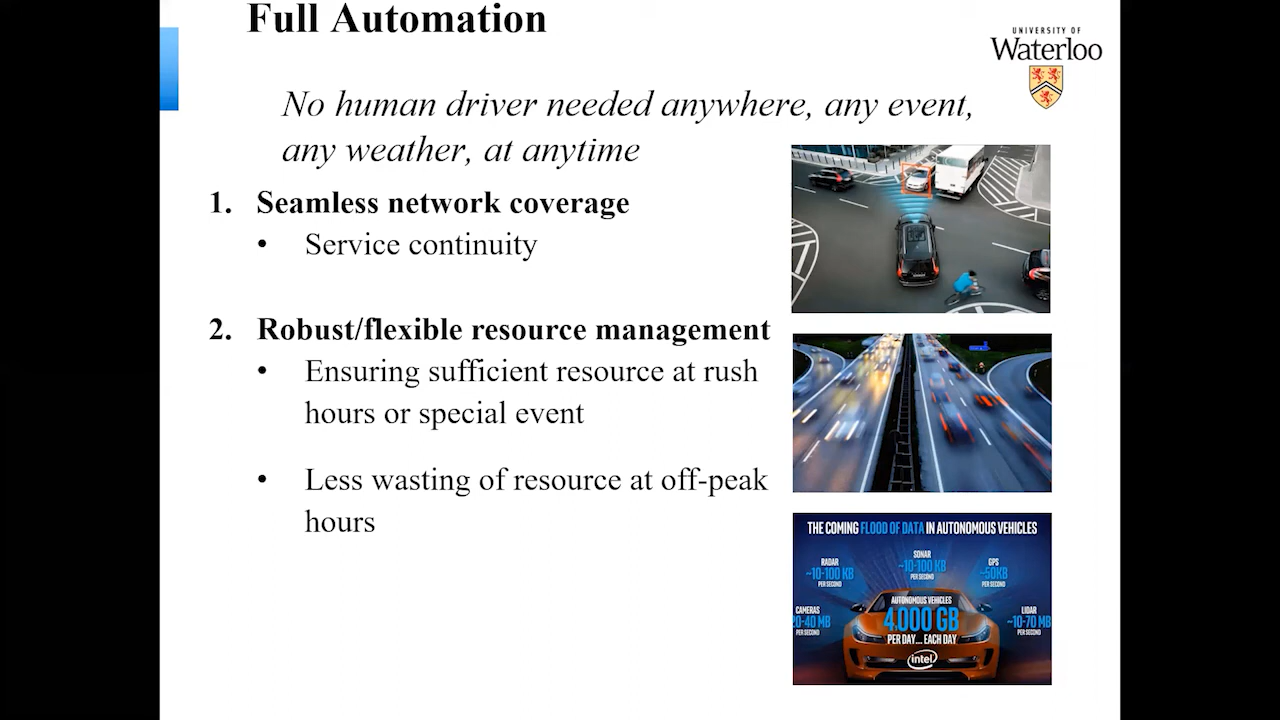 Full Automation
UNIVERSITY OF
Waterloo
No human driver needed anywhere, any event,
any weather, at anytime
1. Seamless network coverage
• Service continuity
2. Robust/flexible resource management
• Ensuring sufficient resource at rush
hours or special event
• Less wasting of resource at off-peak
hours
THE COMING FLOOD OF DATA IN AUTONOMOUS VEHICLES
RADAR
~10-100 KB
PER SECOND
SONAR
~10-100 KB
PER SECOND
GPS
~50KB
PER SECOND
CAMERAS
20-40 MB
PER SECOND
AUTONOMOUS VEHICLES
4,000 GB
PER DAY... EACH DAY
LIDAR
~10-70 MB
PER SECOND
intel